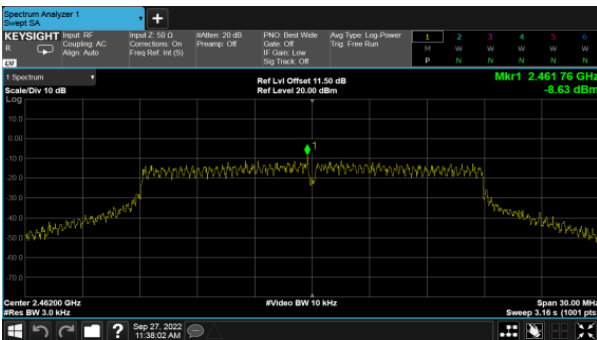 Spectrum Analyzer 1
Swept SA
+
KEYSIGHT
R
LXI
Input: RF
Coupling: AC
Align: Auto
Input Z: 50 Ω
Corrections: On
Freq Ref: Int (S)
#Atten: 20 dB
Preamp: Off
PNO: Best Wide
Gate: Off
IF Gain: Low
Sig Track: Off
Avg Type: Log-Power
Trig: Free Run
1 2 3 4 5 6
M W W W W W
P N N N N N
1 Spectrum
Scale/Div 10 dB
Ref Lvl Offset 11.50 dB
Ref Level 20.00 dBm
Mkr1 2.461 76 GHz
-8.63 dBm
Log
10.0
0.00
-10.0
-20.0
-30.0
-40.0
-50.0
-60.0
-70.0
1
Center 2.46200 GHz
#Res BW 3.0 kHz
#Video BW 10 kHz
Span 30.00 MHz
Sweep 3.16 s (1001 pts
?
Sep 27, 2022
11:38:02 AM